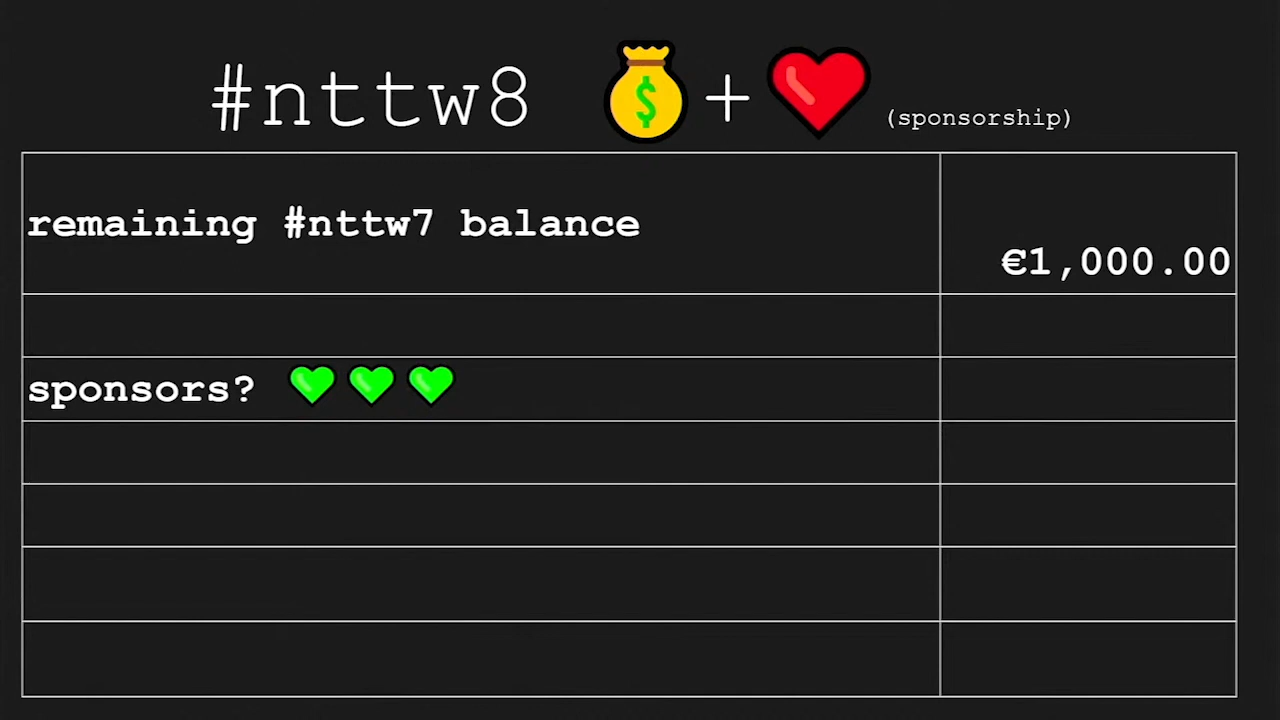 #nttw8 💰+❤️ (sponsorship)
remaining #nttw7 balance
€1,000.00
sponsors? 💚💚💚